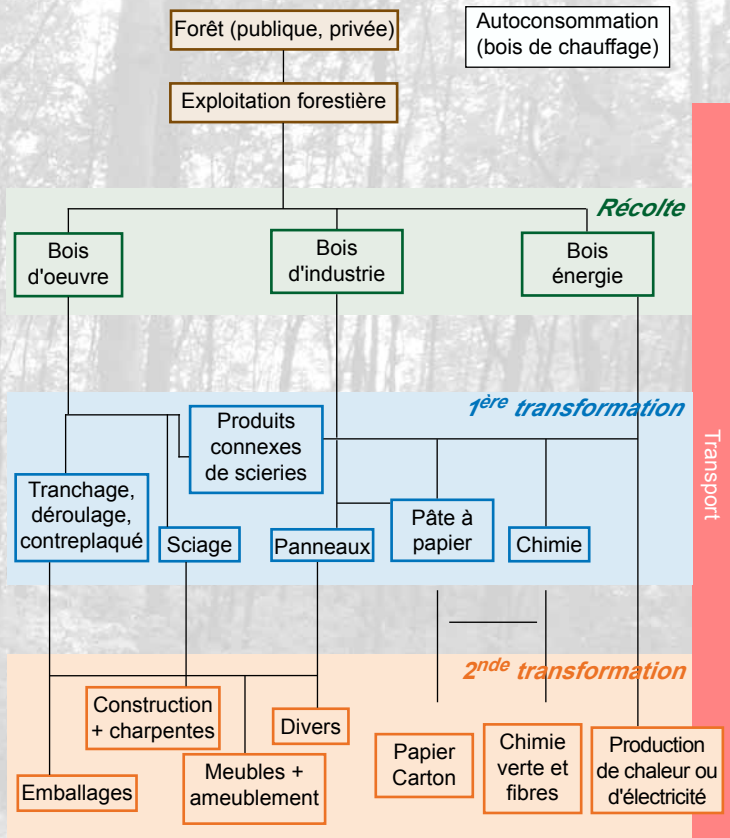 Forêt (publique, privée)
Autoconsommation
(bois de chauffage)
Exploitation forestière
Récolte
Bois
d'oeuvre
Bois
d'industrie
Bois
énergie
1ère transformation
Produits
connexes
de scieries
Tranchage,
déroulage,
contreplaqué
Sciage
Panneaux
Pâte à
papier
Chimie
Transport
2nde transformation
Construction
+ charpentes
Divers
Emballages
Meubles +
ameublement
Papier
Carton
Chimie
verte et
fibres
Production
de chaleur ou
d'électricité